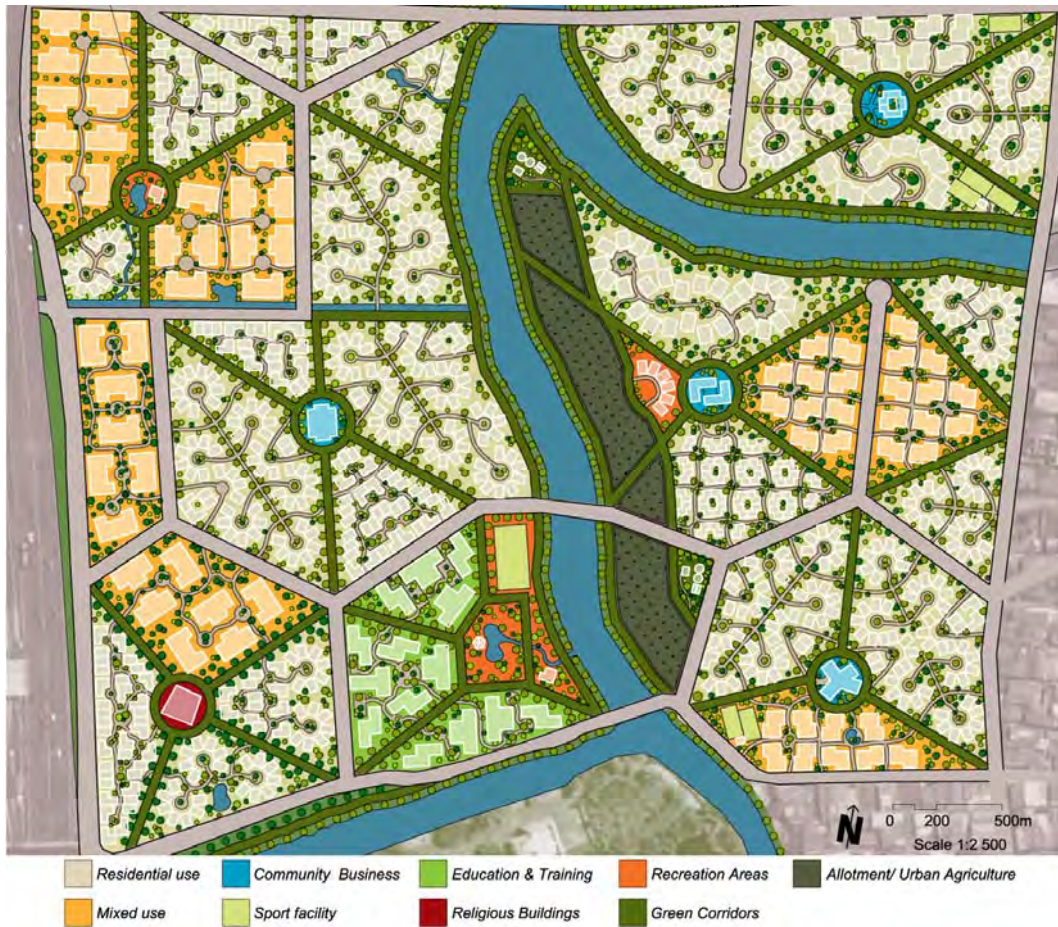 N
0 200 500m
Scale 1:2 500
Residential use Community Business Education & Training Recreation Areas Allotment/ Urban Agriculture
Mixed use Sport facility Religious Buildings Green Corridors